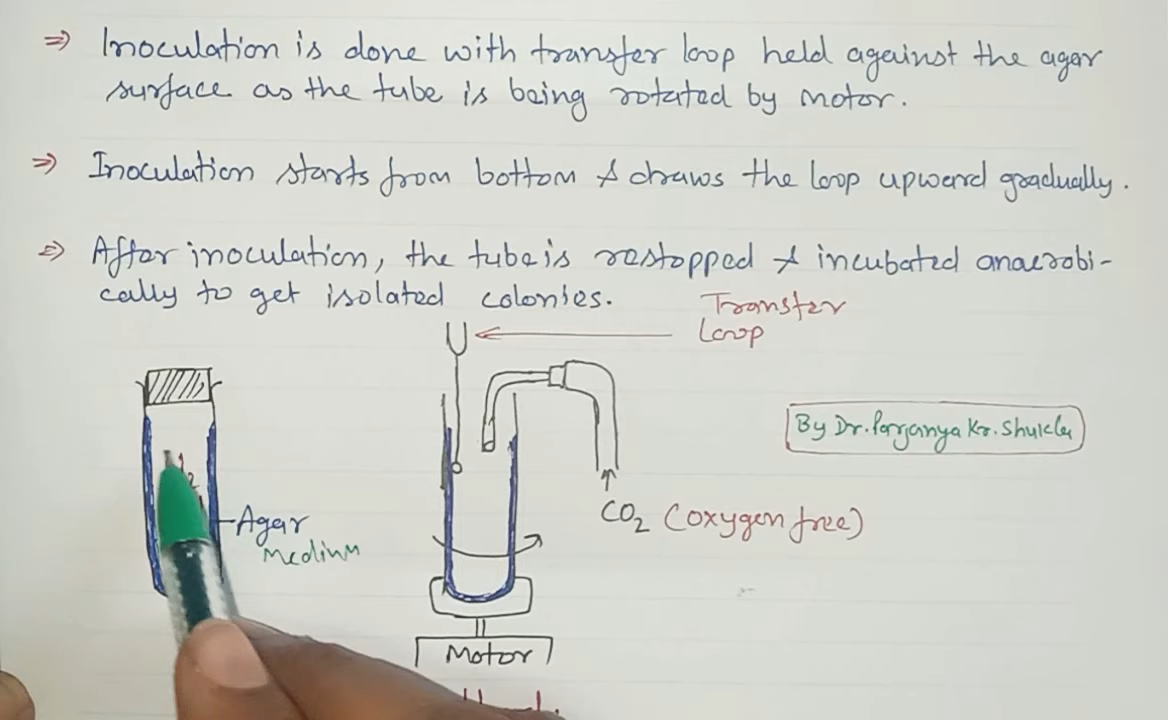 ⇒ Inoculation is done with transfer loop held against the agar
surface as the tube is being rotated by motor.
⇒ Inoculation starts from bottom & draws the loop upward gradually.
⇒ After inoculation, the tube is restopped & incubated anaerobi-
cally to get isolated colonies.
Transfer
Loop
By Dr. Parjanya Kr. Shukla
CO₂ (oxygen free)
Agar
Medium
Motor